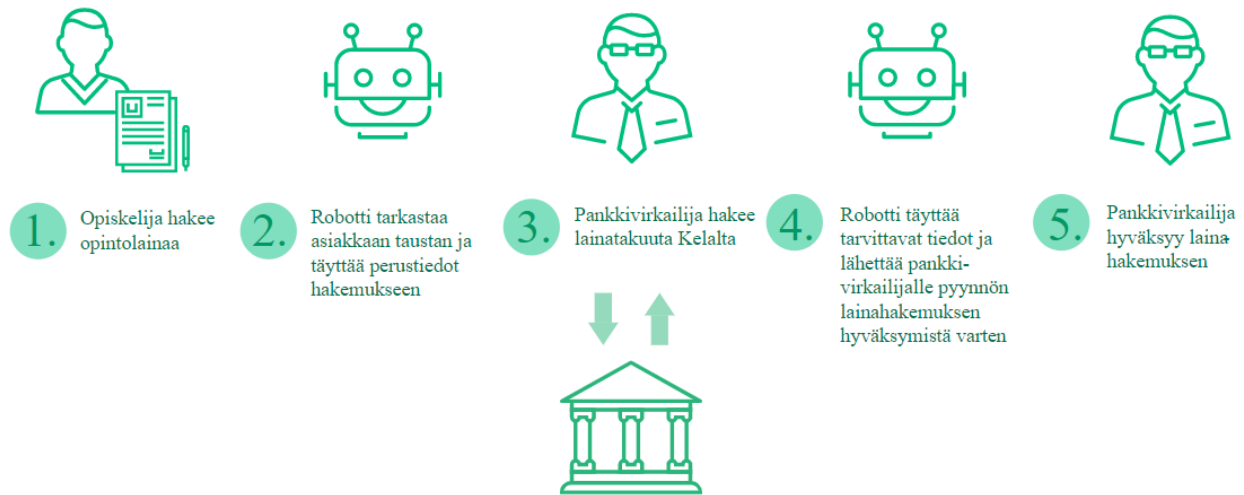 1.
Opiskelija hakee
opintolainaa
2.
Robotti tarkastaa
asiakkaan taustan ja
täyttää perustiedot
hakemukseen
3.
Pankkivirkailija hakee
lainatakuuta Kelalta
4.
Robotti täyttää
tarvittavat tiedot ja
lähettää pankki-
virkailijalle pyynnön
lainahakemuksen
hyväksymistä varten
5.
Pankkivirkailija
hyväksyy laina-
hakemuksen